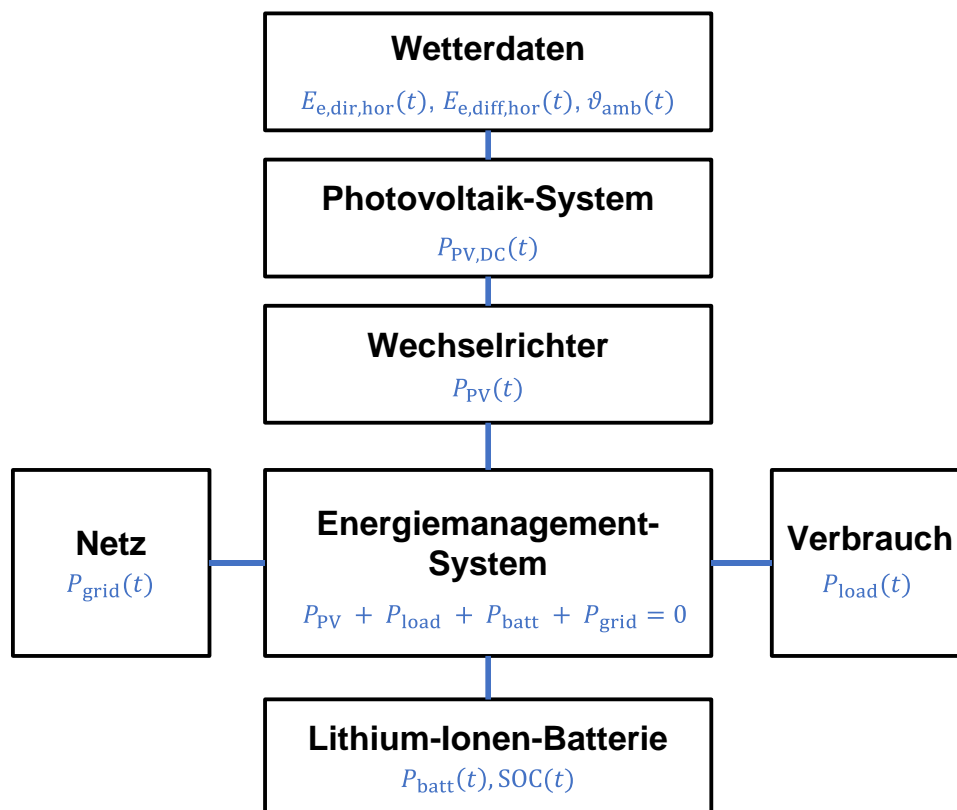 Wetterdaten
E_e,dir,hor(t), E_e,diff,hor(t), ϑ_amb(t)
Photovoltaik-System
P_PV,DC(t)
Wechselrichter
P_PV(t)
Netz
P_grid(t)
Energiemanagement-
System
P_PV + P_load + P_batt + P_grid = 0
Verbrauch
P_load(t)
Lithium-Ionen-Batterie
P_batt(t), SOC(t)